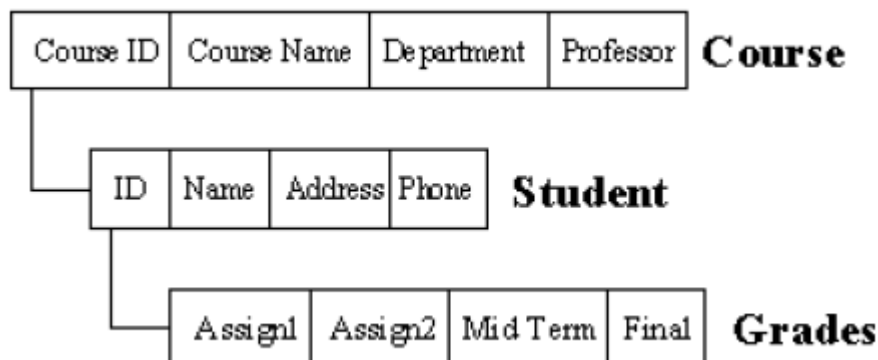 Course ID Course Name Department Professor Course
ID Name Address Phone Student
Assign1 Assign2 Mid Term Final Grades